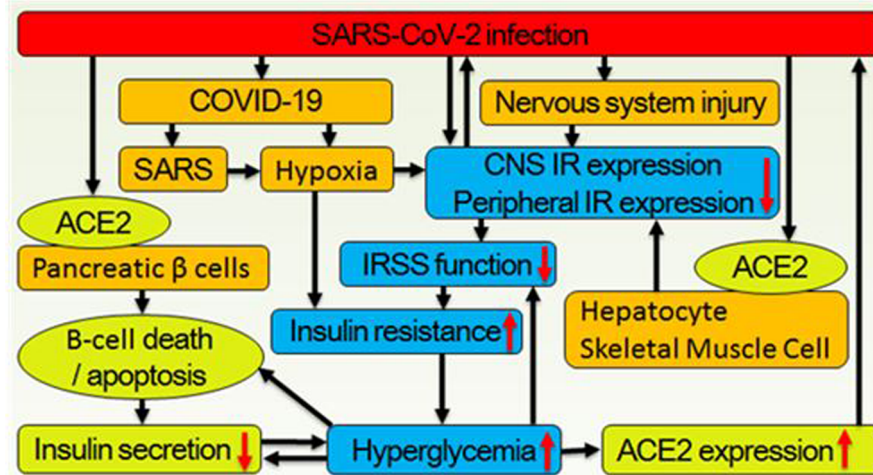 SARS-CoV-2 infection
COVID-19
Nervous system injury
SARS
Hypoxia
CNS IR expression
Peripheral IR expression
ACE2
Pancreatic β cells
IRSS function
ACE2
Insulin resistance
Hepatocyte
Skeletal Muscle Cell
B-cell death
/ apoptosis
Insulin secretion
Hyperglycemia
ACE2 expression